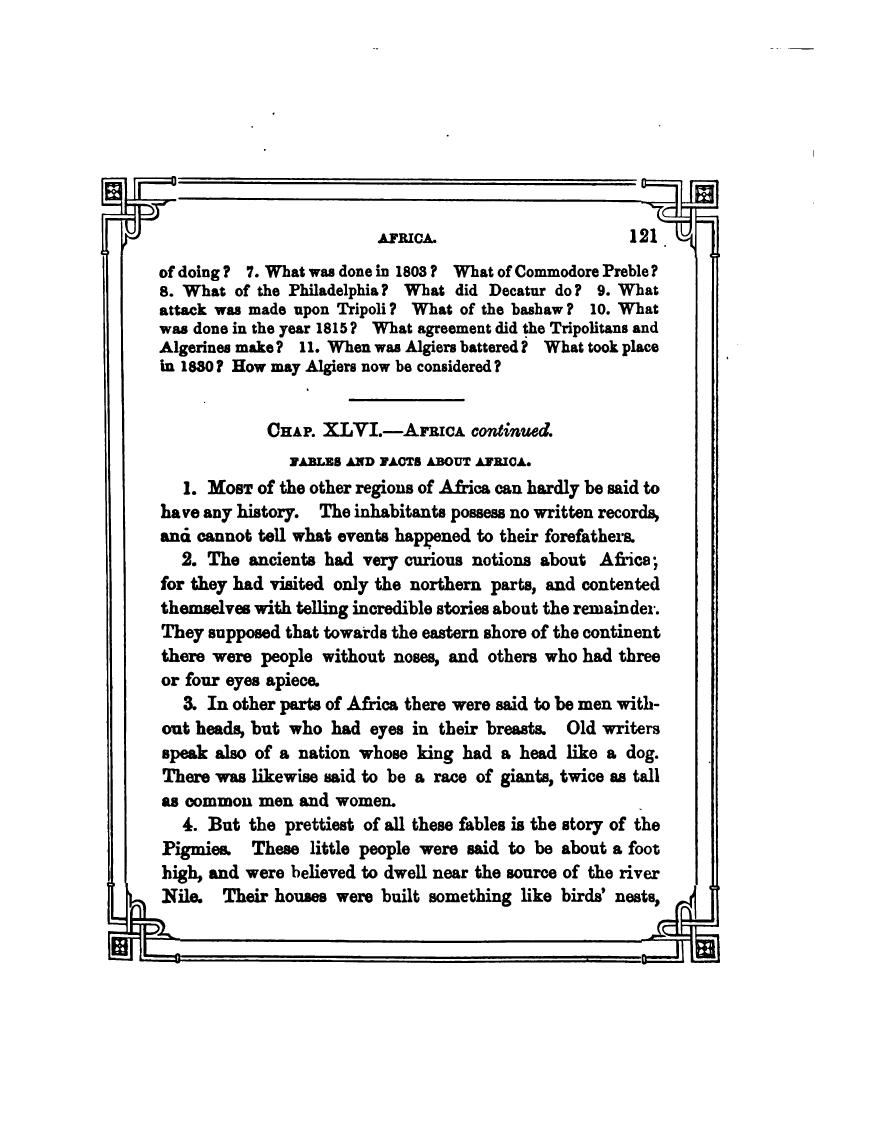 AFRICA. 121
of doing? 7. What was done in 1803? What of Commodore Preble?
8. What of the Philadelphia? What did Decatur do? 9. What
attack was made upon Tripoli? What of the bashaw? 10. What
was done in the year 1815? What agreement did the Tripolitans and
Algerines make? 11. When was Algiers battered? What took place
in 1830? How may Algiers now be considered?
CHAP. XLVI.—AFRICA continued.
FABLES AND FACTS ABOUT AFRICA.
1. MOST of the other regions of Africa can hardly be said to
have any history. The inhabitants possess no written records,
and cannot tell what events happened to their forefathers.
2. The ancients had very curious notions about Africa;
for they had visited only the northern parts, and contented
themselves with telling incredible stories about the remainder.
They supposed that towards the eastern shore of the continent
there were people without noses, and others who had three
or four eyes apiece.
3. In other parts of Africa there were said to be men with-
out heads, but who had eyes in their breasts. Old writers
speak also of a nation whose king had a head like a dog.
There was likewise said to be a race of giants, twice as tall
as common men and women.
4. But the prettiest of all these fables is the story of the
Pigmies. These little people were said to be about a foot
high, and were believed to dwell near the source of the river
Nile. Their houses were built something like birds' nests,